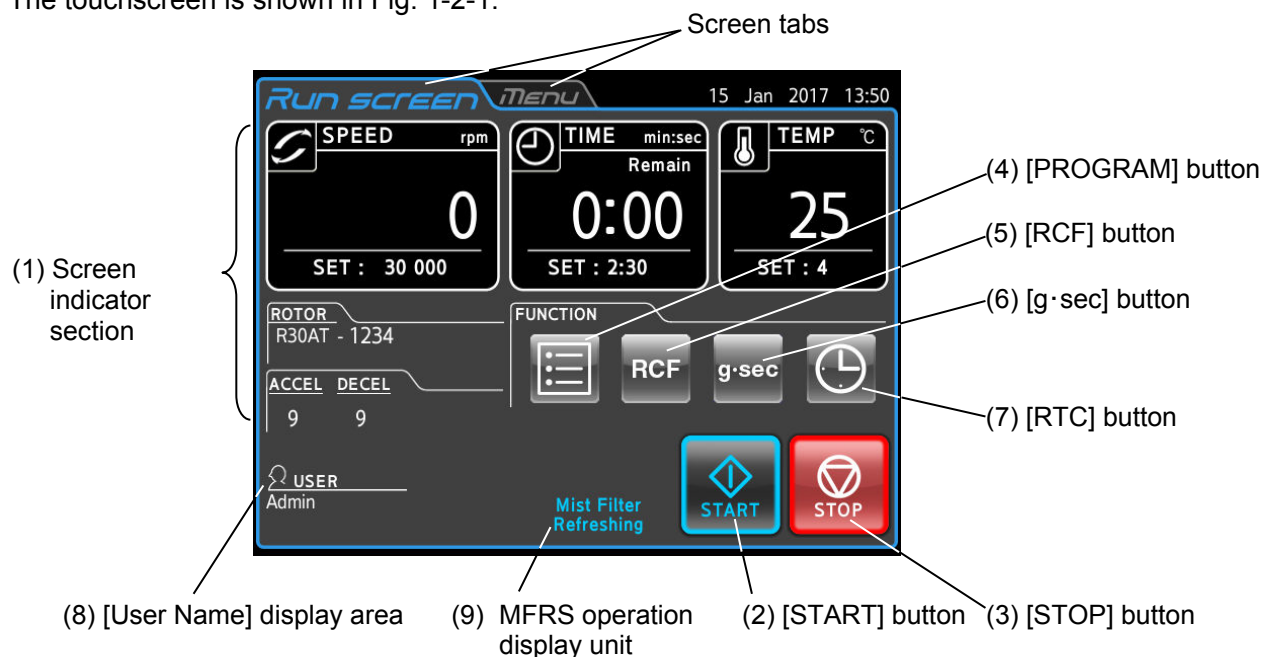 The touchscreen is shown in Fig. 1-2-1.
Screen tabs
Run screen Menu 15 Jan 2017 13:50
SPEED rpm TIME min:sec TEMP °C
Remain
0 0:00 25
SET : 30 000 SET : 2:30 SET : 4
(4) [PROGRAM] button
(5) [RCF] button
(1) Screen
indicator
section
(6) [g·sec] button
ROTOR FUNCTION
R30AT - 1234
RCF g·sec
ACCEL DECEL
9 9
(7) [RTC] button
USER
Admin
Mist Filter
Refreshing
START STOP
(8) [User Name] display area (9) MFRS operation
display unit
(2) [START] button (3) [STOP] button